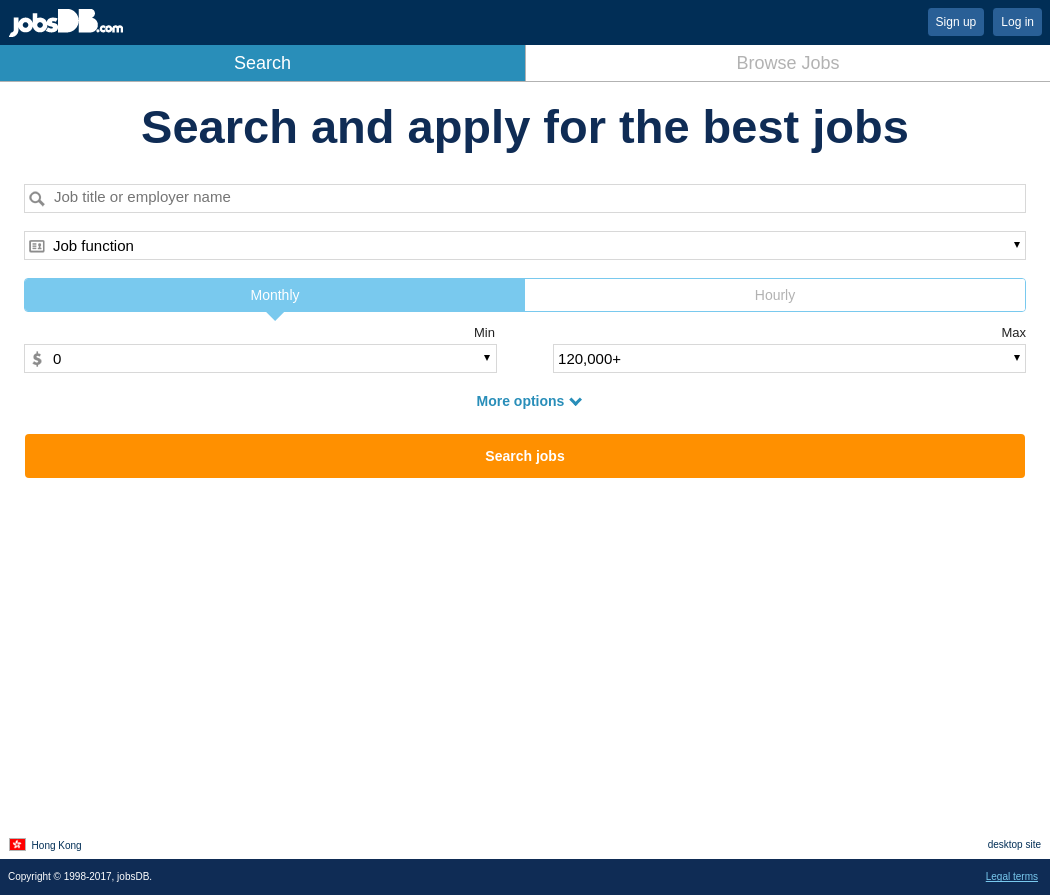 jobsDB.com
Sign up
Log in
Search
Browse Jobs
Search and apply for the best jobs
Job title or employer name
Job function
Monthly
Hourly
Min
Max
$ 0
120,000+
More options
Search jobs
Hong Kong
desktop site
Copyright © 1998-2017, jobsDB.
Legal terms